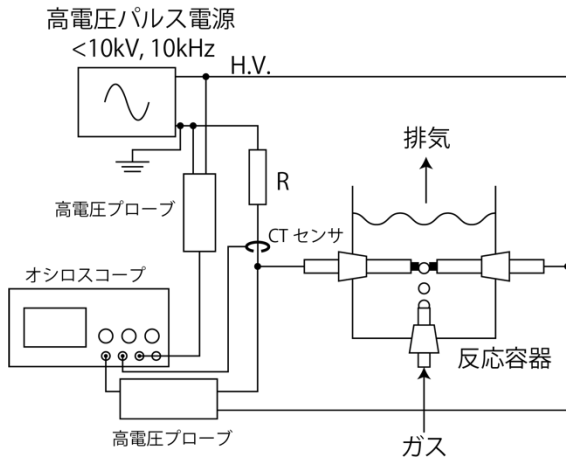 高電圧パルス電源
<10kV, 10kHz
H.V.
排気
R
高電圧プローブ
CT センサ
オシロスコープ
反応容器
高電圧プローブ
ガス